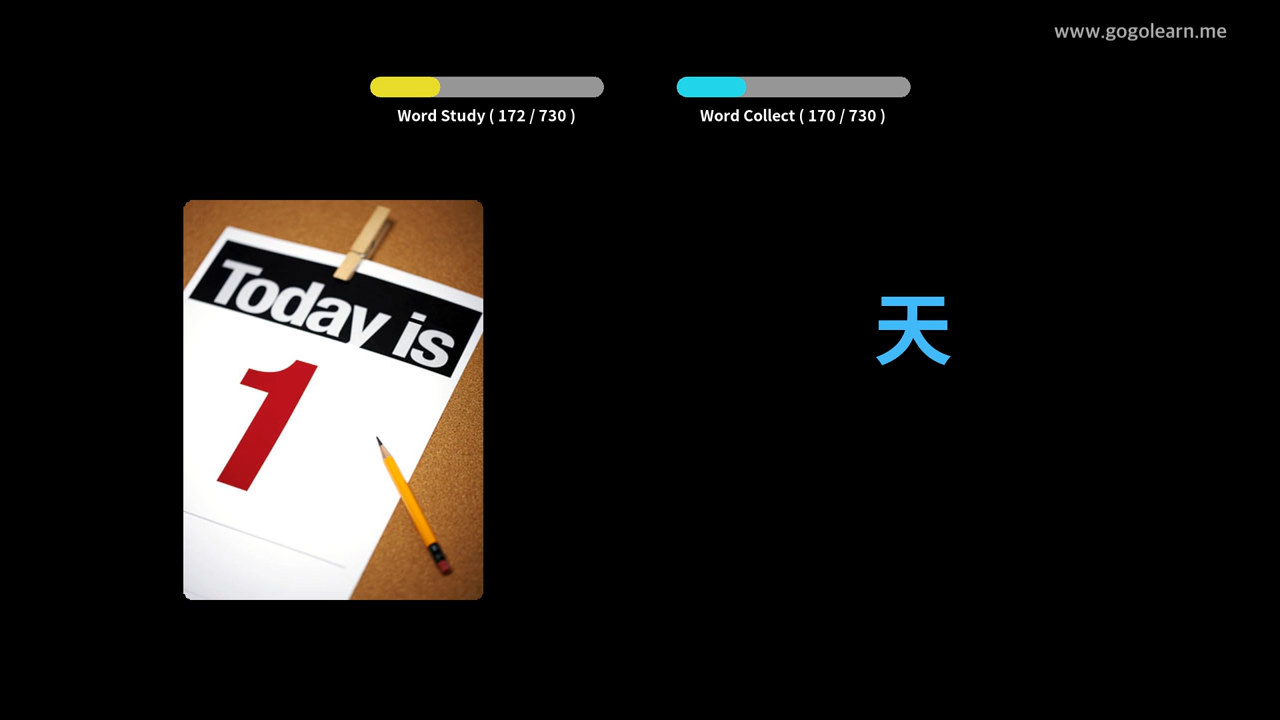 www.gogolearn.me
Word Study ( 172 / 730 )
Word Collect ( 170 / 730 )
Today is
1
天